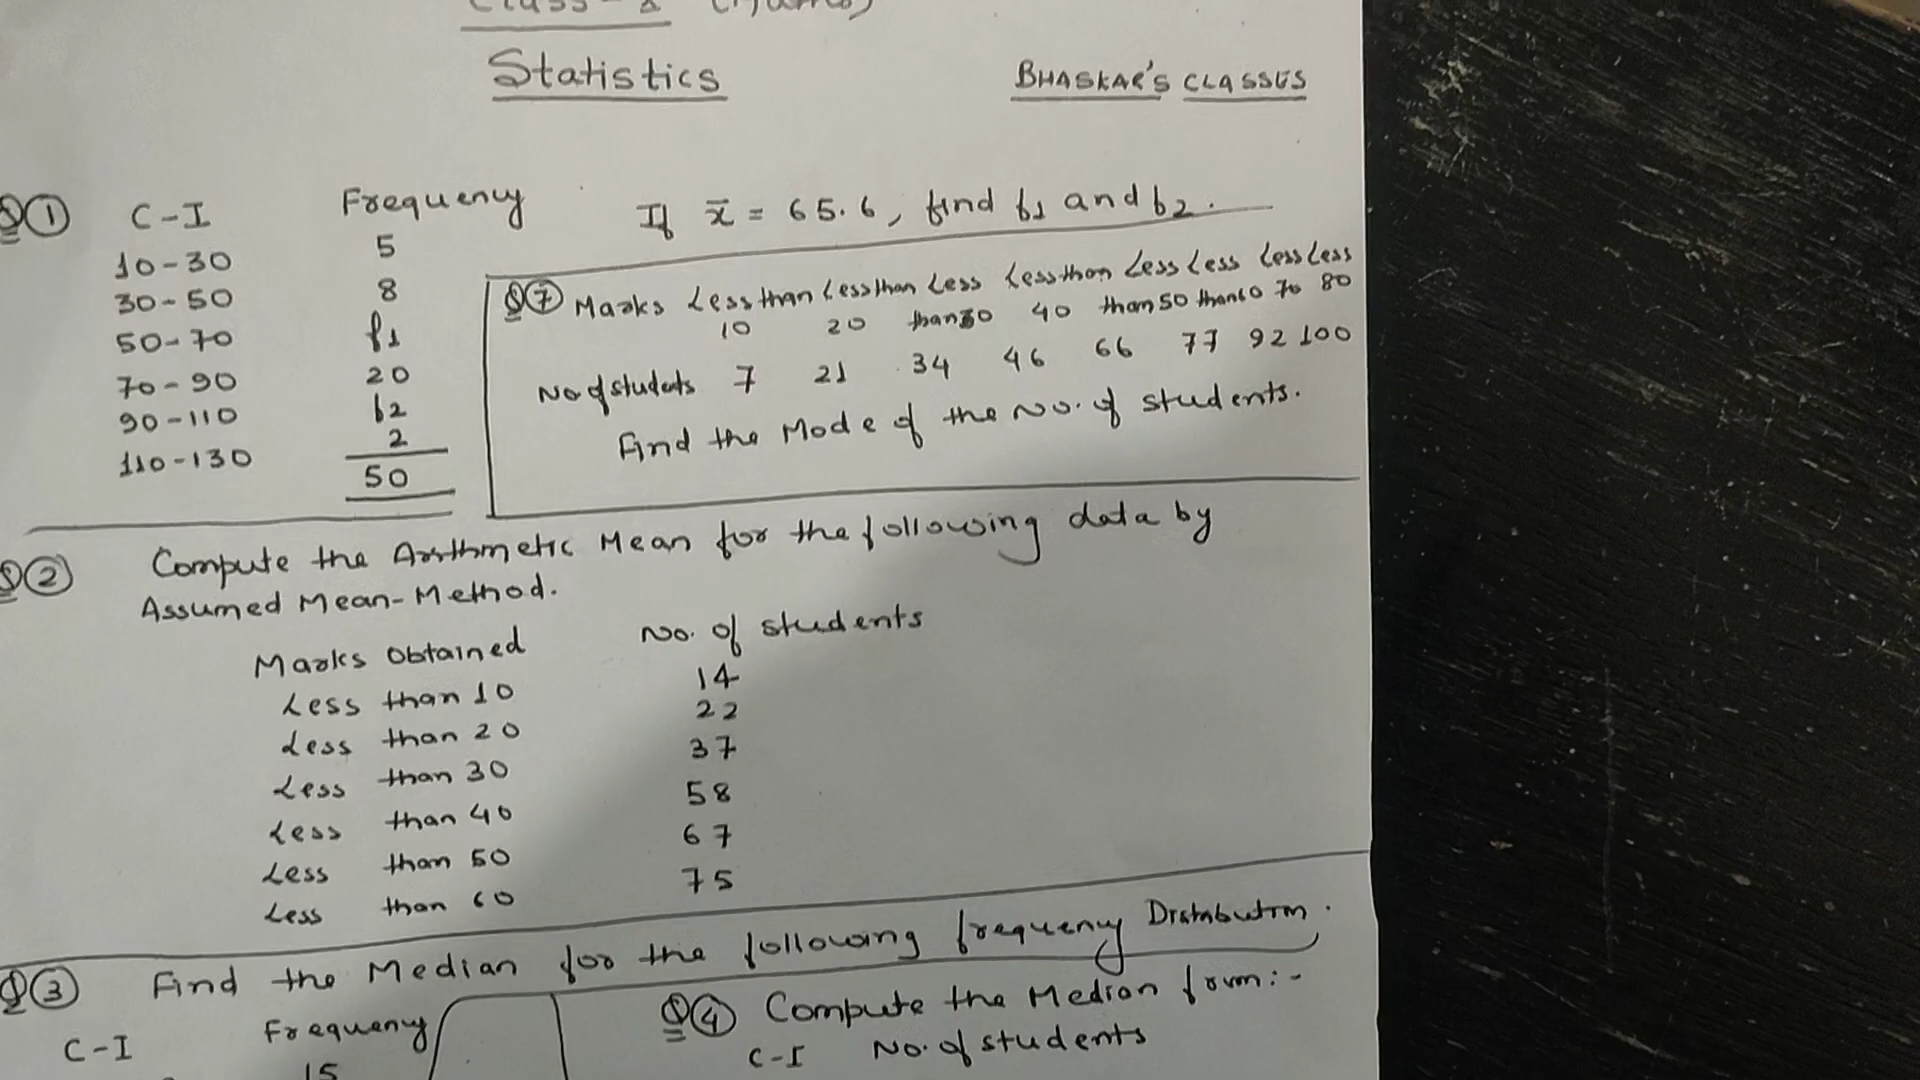 Statistics
BHASKAR'S CLASSES
Q1 C-I Frequency
10-30 5
30-50 8
50-70 f1
70-90 20
90-110 f2
110-130 2
50
If x̄ = 65.6, find f1 and f2.
Q7 Marks Less than Less than Less Less than Less Less Less Less
10 20 than 30 40 than 50 than 60 70 80
No of students 7 21 34 46 66 77 92 100
Find the Mode of the No. of students.
Q2 Compute the Arithmetic Mean for the following data by
Assumed Mean-Method.
Marks Obtained No. of students
Less than 10 14
Less than 20 22
Less than 30 37
Less than 40 58
Less than 50 67
Less than 60 75
Q3 Find the Median for the following frequency Distribution.
C-I Frequency
15
Q4 Compute the Median from:-
C-I No. of students